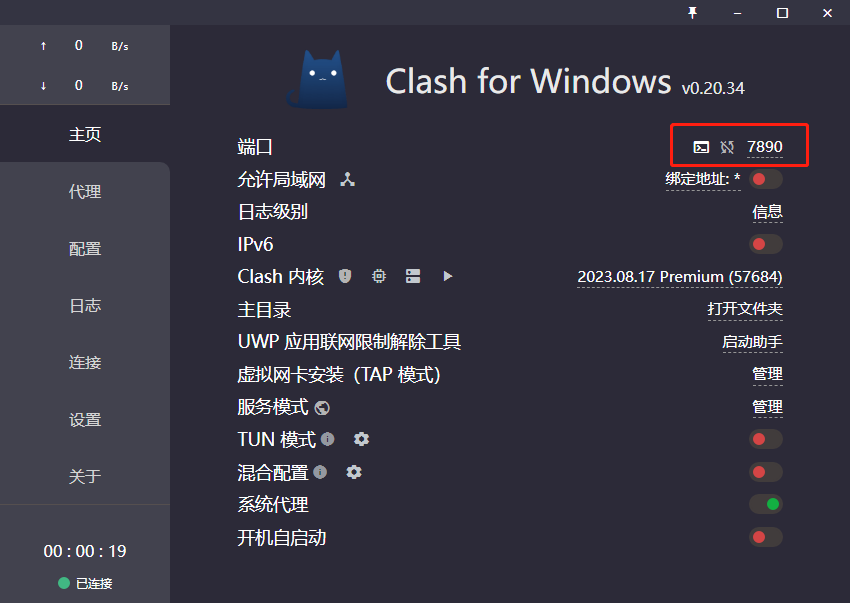 ↑ 0 B/s
↓ 0 B/s
主页
代理
配置
日志
连接
设置
关于
00 : 00 : 19
已连接
Clash for Windows v0.20.34
端口 7890
允许局域网 绑定地址: *
日志级别 信息
IPv6
Clash 内核 2023.08.17 Premium (57684)
主目录 打开文件夹
UWP 应用联网限制解除工具 启动助手
虚拟网卡安装（TAP 模式） 管理
服务模式 管理
TUN 模式
混合配置
系统代理
开机自启动